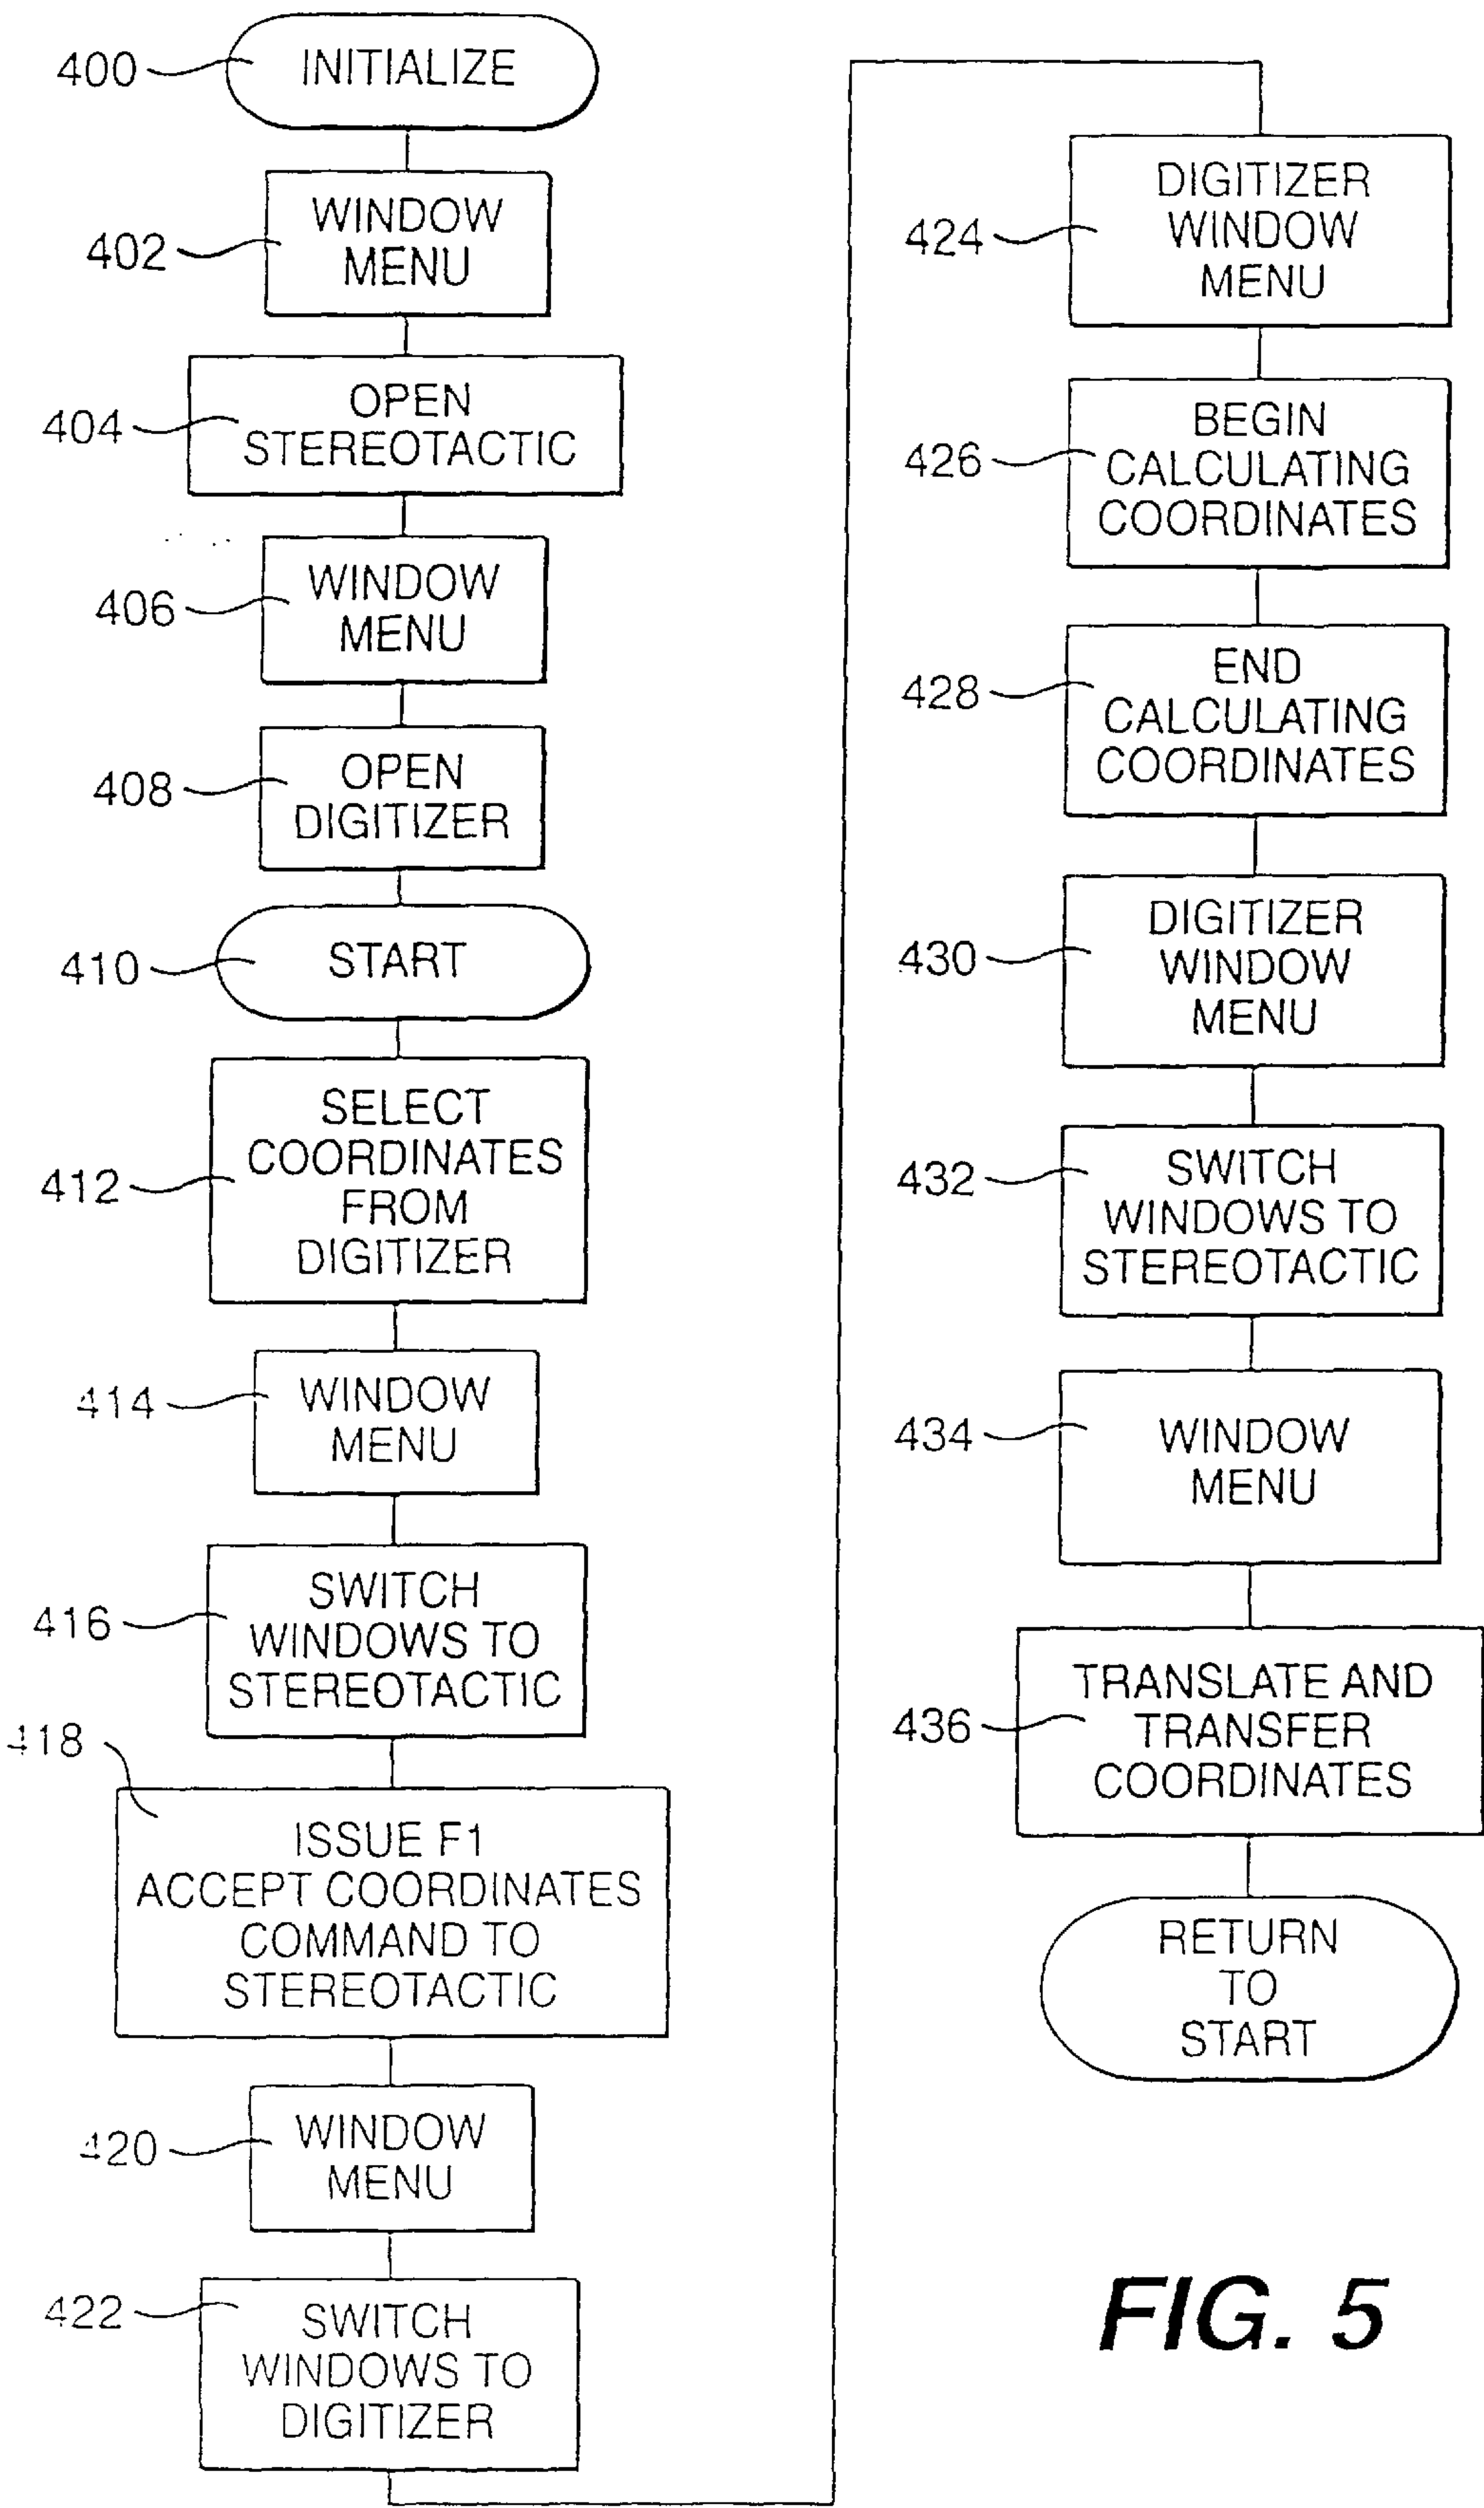 400
INITIALIZE
402
WINDOW
MENU
404
OPEN
STEREOTACTIC
406
WINDOW
MENU
408
OPEN
DIGITIZER
410
START
412
SELECT
COORDINATES
FROM
DIGITIZER
414
WINDOW
MENU
416
SWITCH
WINDOWS TO
STEREOTACTIC
418
ISSUE F1
ACCEPT COORDINATES
COMMAND TO
STEREOTACTIC
420
WINDOW
MENU
422
SWITCH
WINDOWS TO
DIGITIZER
424
DIGITIZER
WINDOW
MENU
426
BEGIN
CALCULATING
COORDINATES
428
END
CALCULATING
COORDINATES
430
DIGITIZER
WINDOW
MENU
432
SWITCH
WINDOWS TO
STEREOTACTIC
434
WINDOW
MENU
436
TRANSLATE AND
TRANSFER
COORDINATES
RETURN
TO
START
FIG. 5